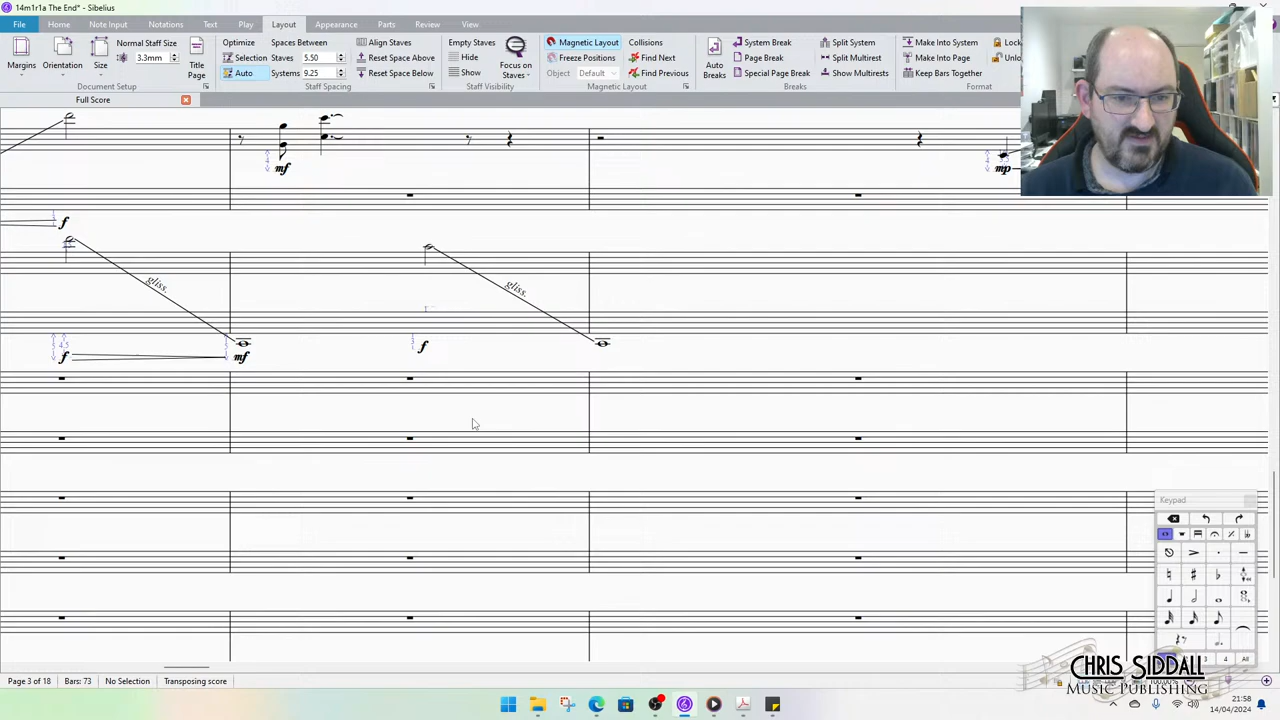 14m1r1a The End* - Sibelius
File Home Note Input Notations Text Play Layout Appearance Parts Review View
Margins Orientation Size Normal Staff Size 3.3mm Title Page
Document Setup
Optimize Selection Auto
Spaces Between
Staves 5.50
Systems 9.25
Align Staves
Reset Space Above
Reset Space Below
Staff Spacing
Empty Staves
Hide
Show
Focus on Staves
Staff Visibility
Magnetic Layout Collisions
Freeze Positions Find Next
Object Default Find Previous
Magnetic Layout
Auto Breaks
System Break Split System
Page Break Split Multirest
Special Page Break Show Multirests
Breaks
Make Into System
Make Into Page
Keep Bars Together
Format
Full Score
mf
mp
f
gliss.
gliss.
f
mf
f
Keypad
4 All
CHRIS SIDDALL
MUSIC PUBLISHING
Page 3 of 18 Bars: 73 No Selection Transposing score
21:58
14/04/2024